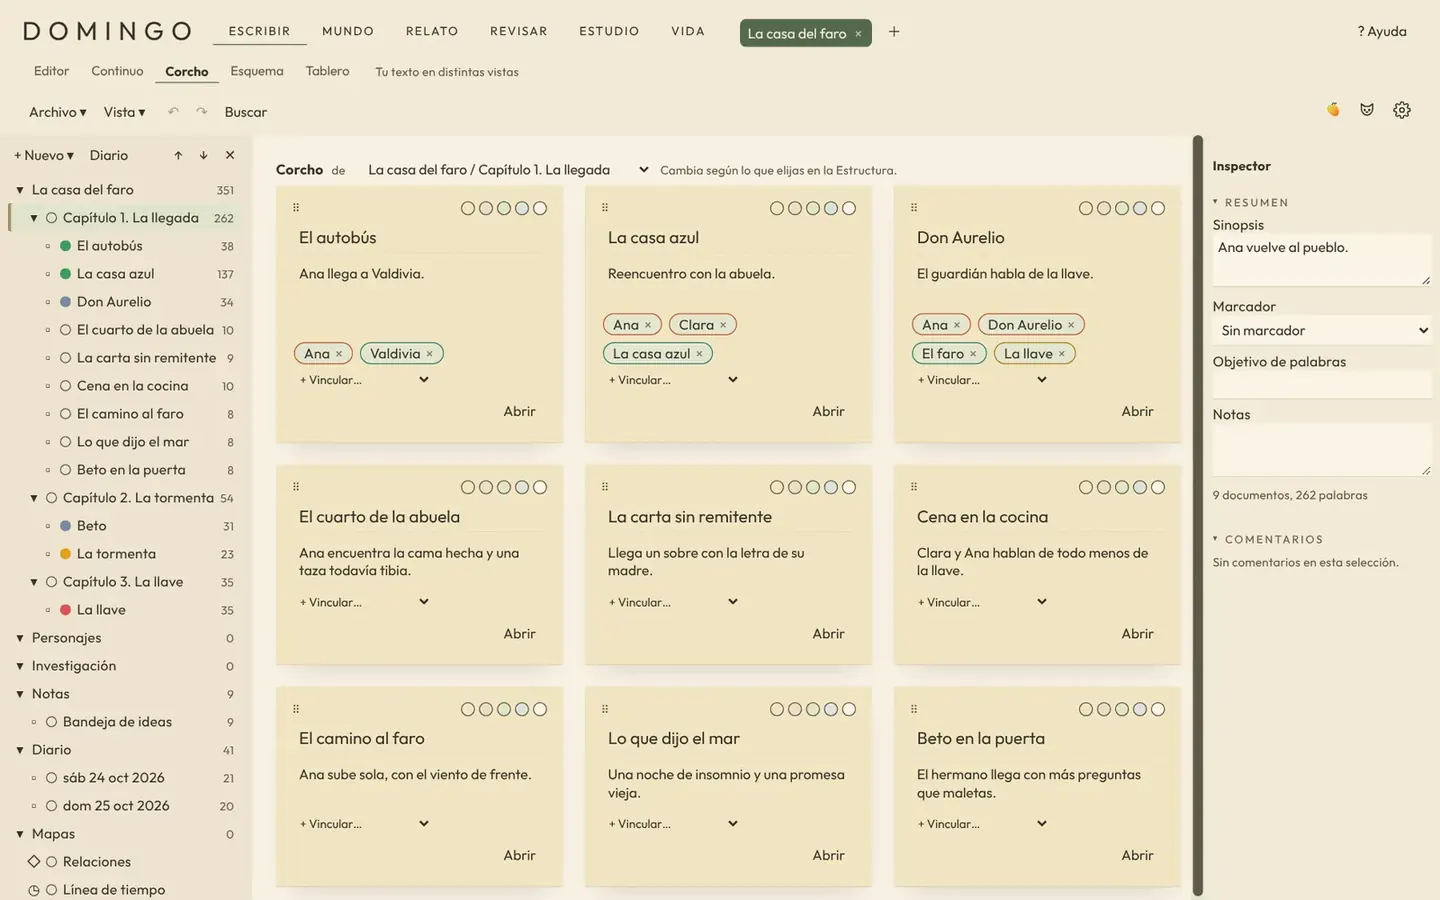 DOMINGO ESCRIBIR MUNDO RELATO REVISAR ESTUDIO VIDA La casa del faro × + ? Ayuda
Editor Continuo Corcho Esquema Tablero Tu texto en distintas vistas
Archivo ▾ Vista ▾ Buscar
+ Nuevo ▾ Diario ↑ ↓ ✕
La casa del faro 351
Capítulo 1. La llegada 262
El autobús 38
La casa azul 137
Don Aurelio 34
El cuarto de la abuela 10
La carta sin remitente 9
Cena en la cocina 10
El camino al faro 8
Lo que dijo el mar 8
Beto en la puerta 8
Capítulo 2. La tormenta 54
Beto 31
La tormenta 23
Capítulo 3. La llave 35
La llave 35
Personajes 0
Investigación 0
Notas 9
Bandeja de ideas 9
Diario 41
sáb 24 oct 2026 21
dom 25 oct 2026 20
Mapas 0
Relaciones
Línea de tiempo
Corcho de La casa del faro / Capítulo 1. La llegada Cambia según lo que elijas en la Estructura.
El autobús
Ana llega a Valdivia.
Ana × Valdivia ×
+ Vincular...
Abrir
La casa azul
Reencuentro con la abuela.
Ana × Clara ×
La casa azul ×
+ Vincular...
Abrir
Don Aurelio
El guardián habla de la llave.
Ana × Don Aurelio ×
El faro × La llave ×
+ Vincular...
Abrir
El cuarto de la abuela
Ana encuentra la cama hecha y una
taza todavía tibia.
+ Vincular...
Abrir
La carta sin remitente
Llega un sobre con la letra de su
madre.
+ Vincular...
Abrir
Cena en la cocina
Clara y Ana hablan de todo menos de
la llave.
+ Vincular...
Abrir
El camino al faro
Ana sube sola, con el viento de frente.
+ Vincular...
Abrir
Lo que dijo el mar
Una noche de insomnio y una promesa
vieja.
+ Vincular...
Abrir
Beto en la puerta
El hermano llega con más preguntas
que maletas.
+ Vincular...
Abrir
Inspector
RESUMEN
Sinopsis
Ana vuelve al pueblo.
Marcador
Sin marcador
Objetivo de palabras
Notas
9 documentos, 262 palabras
COMENTARIOS
Sin comentarios en esta selección.